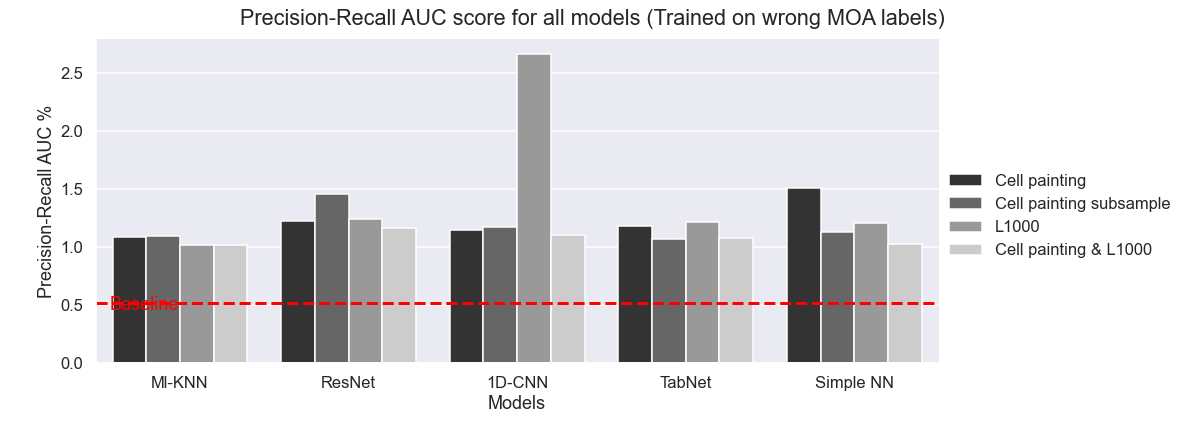 Precision-Recall AUC score for all models (Trained on wrong MOA labels)
Precision-Recall AUC %
2.5
2.0
1.5
1.0
0.5
0.0
Baseline
MI-KNN
ResNet
1D-CNN
TabNet
Simple NN
Models
Cell painting
Cell painting subsample
L1000
Cell painting & L1000